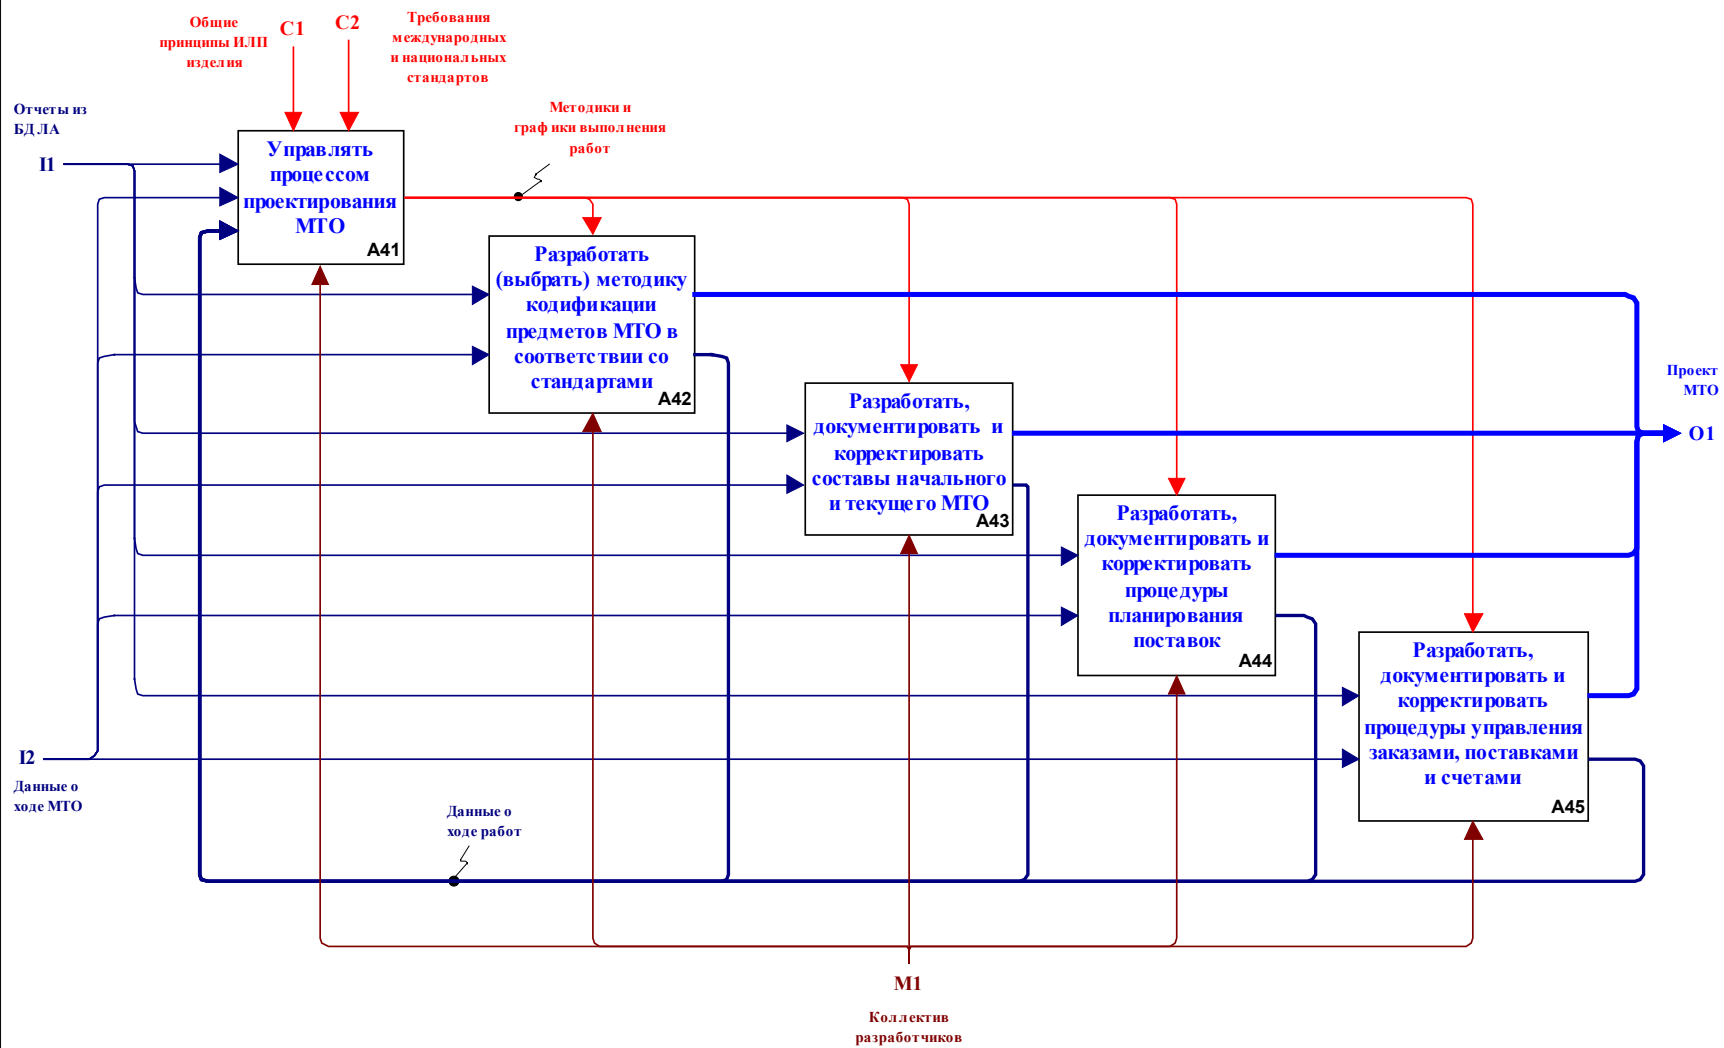 Общие
принципы ИЛП
изделия
C1
C2
Требования
международных
и национальных
стандартов
Отчеты из
БД ЛА
I1
Методики и
графики выполнения
работ
Управлять
процессом
проектирования
МТО
A41
Разработать
(выбрать) методику
кодификации
предметов МТО в
соответствии со
стандартами
A42
Разработать,
документировать и
корректировать
составы начального
и текущего МТО
A43
Проект
МТО
O1
Разработать,
документировать и
корректировать
процедуры
планирования
поставок
A44
Разработать,
документировать и
корректировать
процедуры управления
заказами, поставками
и счетами
A45
I2
Данные о
ходе МТО
Данные о
ходе работ
M1
Коллектив
разработчиков